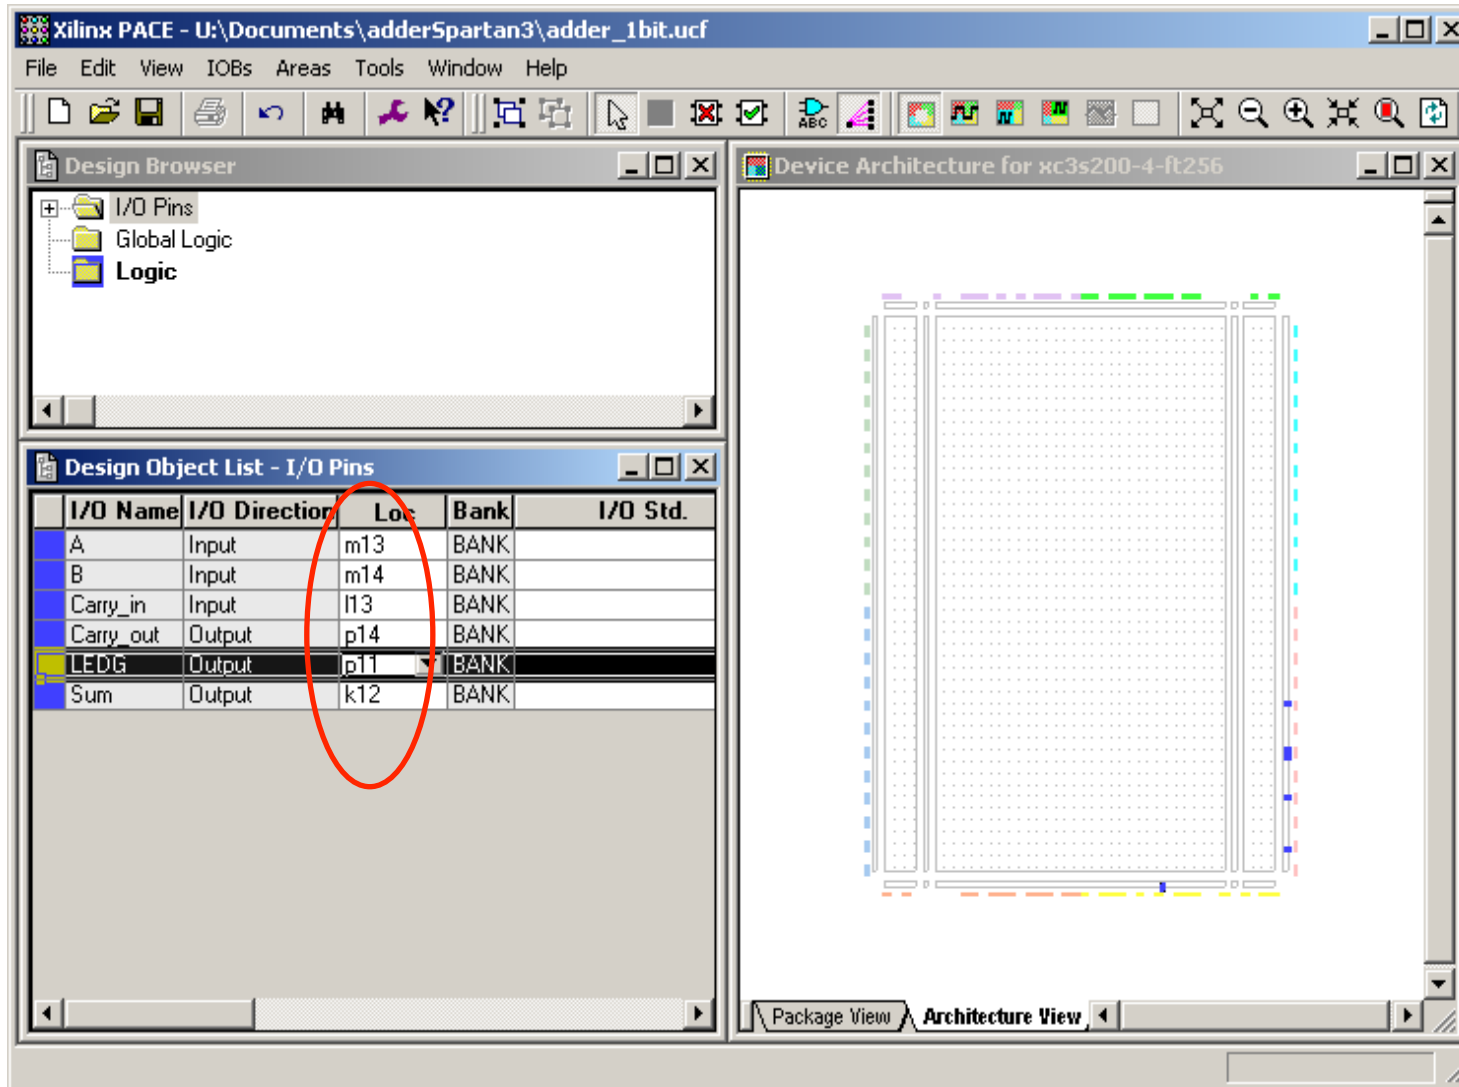 Xilinx PACE - U:\Documents\adderSpartan3\adder_1bit.ucf
File Edit View IOBs Areas Tools Window Help
ABC
Design Browser
I/O Pins
Global Logic
Logic
Design Object List - I/O Pins
I/O Name I/O Direction Loc Bank I/O Std.
A Input m13 BANK
B Input m14 BANK
Carry_in Input l13 BANK
Carry_out Output p14 BANK
LEDG Output p11 BANK
Sum Output k12 BANK
Device Architecture for xc3s200-4-ft256
Package View Architecture View